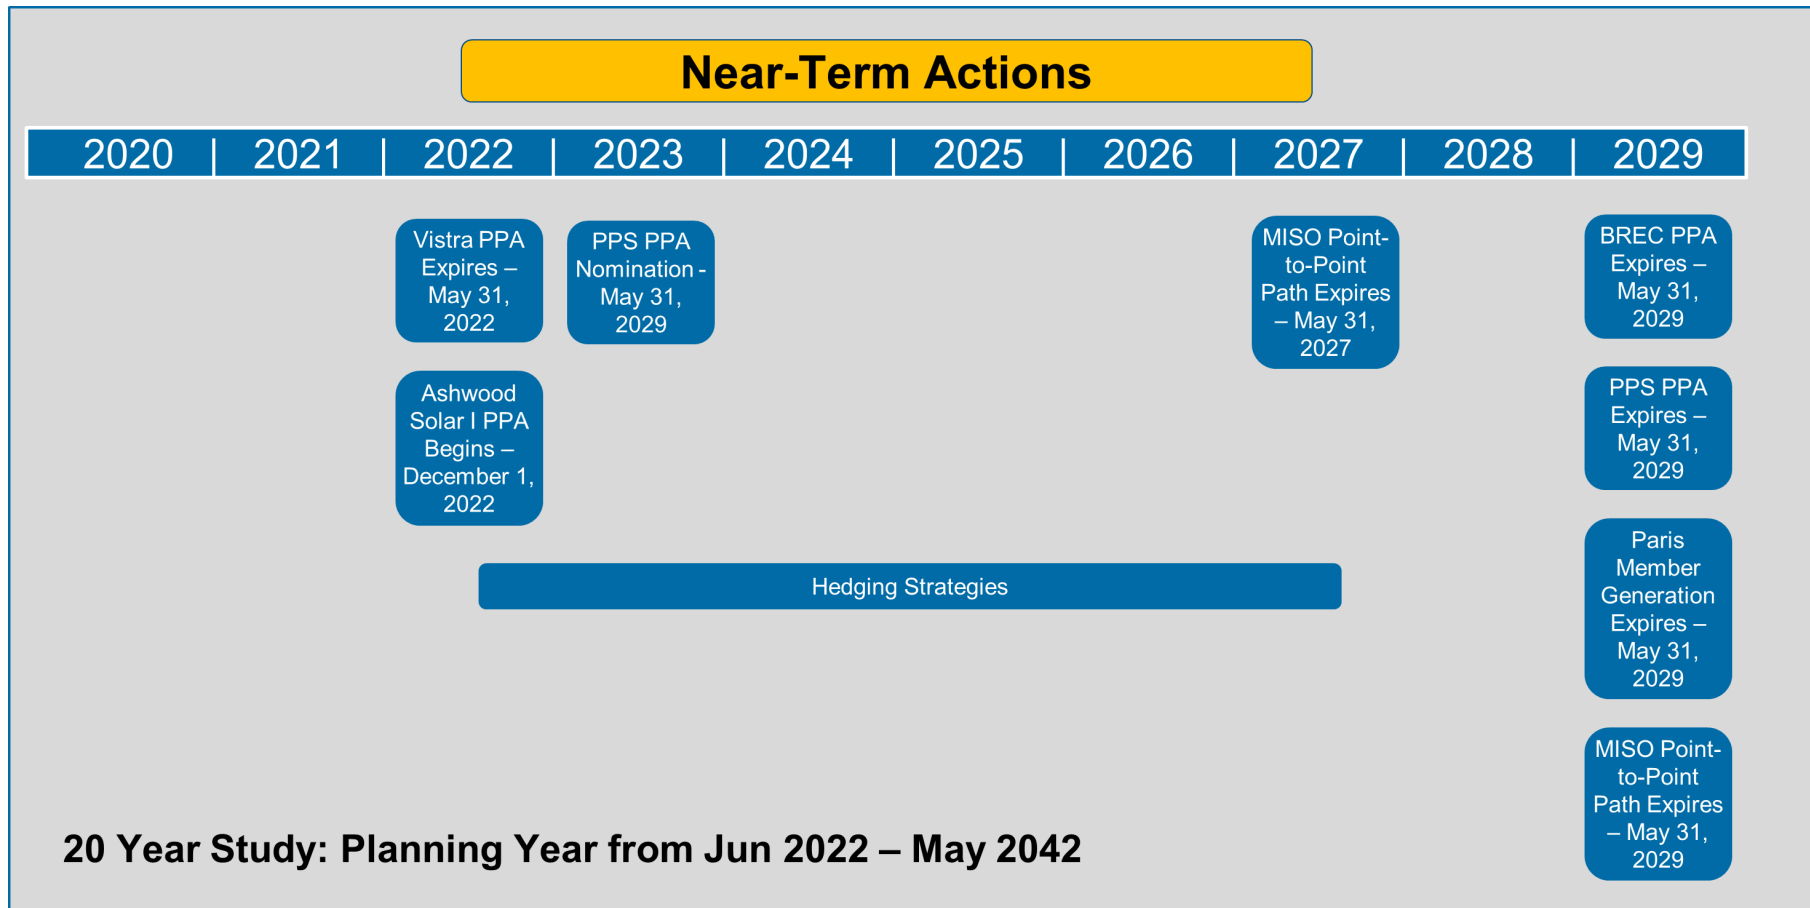 Near-Term Actions
2020 | 2021 | 2022 | 2023 | 2024 | 2025 | 2026 | 2027 | 2028 | 2029
Vistra PPA
Expires –
May 31,
2022
Ashwood
Solar I PPA
Begins –
December 1,
2022
PPS PPA
Nomination -
May 31,
2029
MISO Point-
to-Point
Path Expires
– May 31,
2027
BREC PPA
Expires –
May 31,
2029
PPS PPA
Expires –
May 31,
2029
Paris
Member
Generation
Expires –
May 31,
2029
MISO Point-
to-Point
Path Expires
– May 31,
2029
Hedging Strategies
20 Year Study: Planning Year from Jun 2022 – May 2042